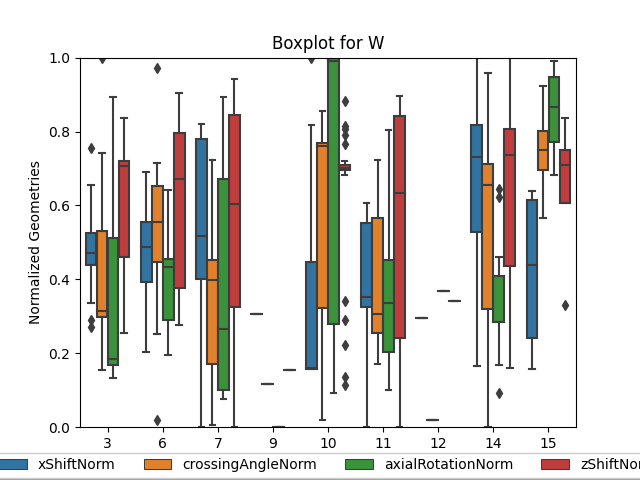 Boxplot for W
Normalized Geometries
1.0
0.8
0.6
0.4
0.2
0.0
3 6 7 9 10 11 12 14 15
xShiftNorm crossingAngleNorm axialRotationNorm zShiftNor